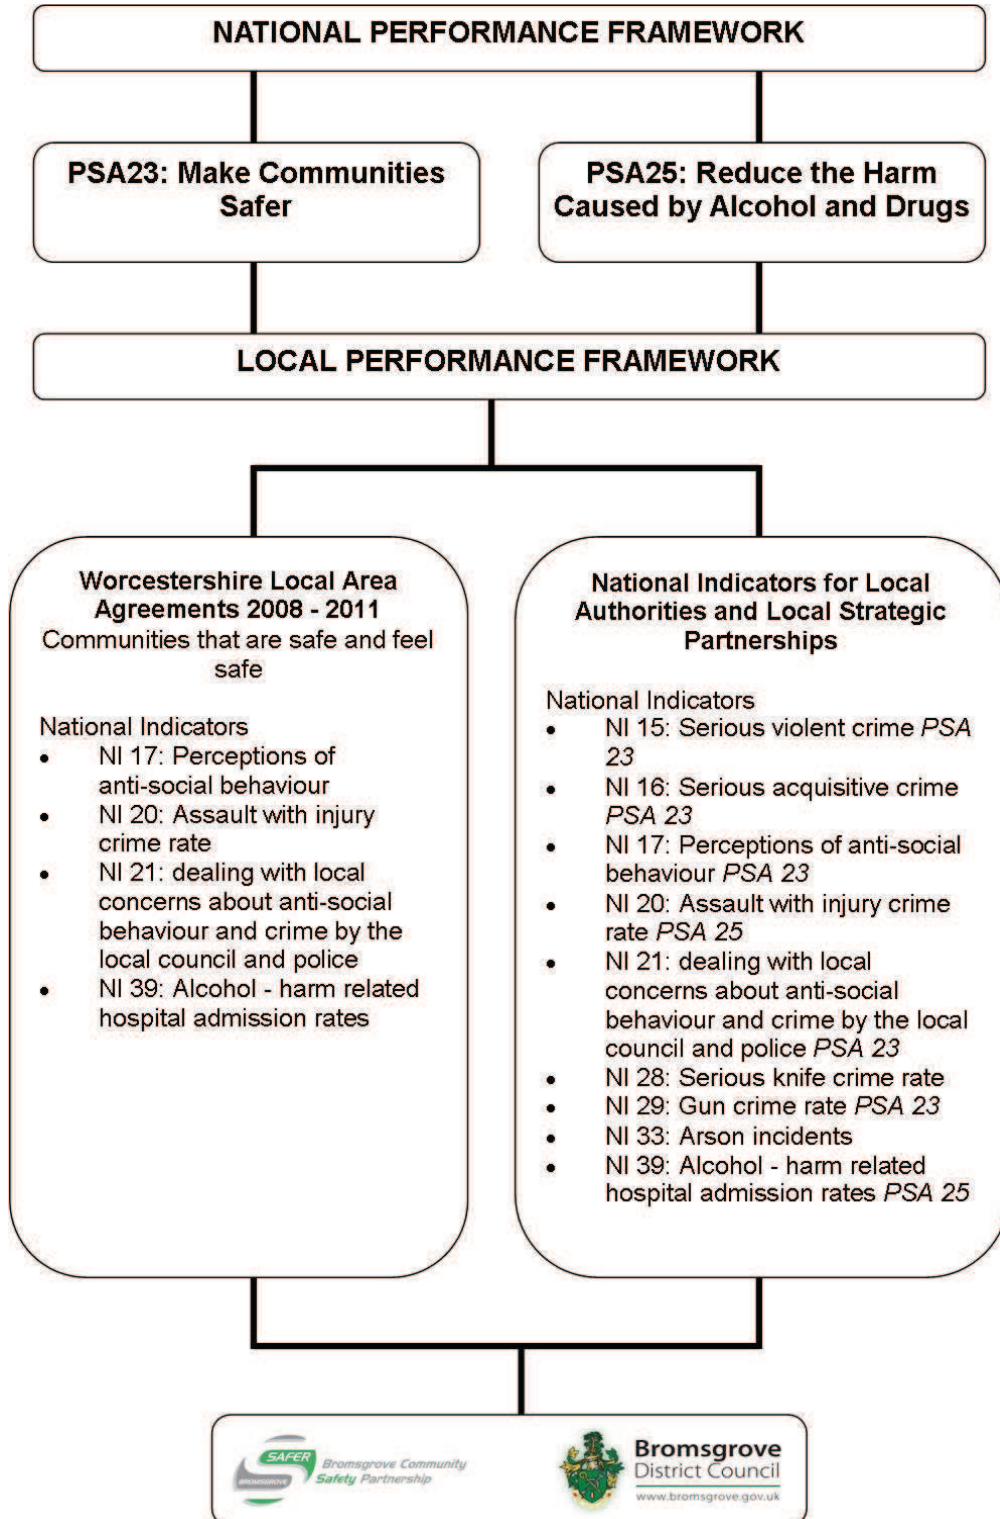 NATIONAL PERFORMANCE FRAMEWORK
PSA23: Make Communities
Safer
PSA25: Reduce the Harm
Caused by Alcohol and Drugs
LOCAL PERFORMANCE FRAMEWORK
Worcestershire Local Area
Agreements 2008 - 2011
Communities that are safe and feel
safe
National Indicators
• NI 17: Perceptions of
anti-social behaviour
• NI 20: Assault with injury
crime rate
• NI 21: dealing with local
concerns about anti-social
behaviour and crime by the
local council and police
• NI 39: Alcohol - harm related
hospital admission rates
National Indicators for Local
Authorities and Local Strategic
Partnerships
National Indicators
• NI 15: Serious violent crime PSA
23
• NI 16: Serious acquisitive crime
PSA 23
• NI 17: Perceptions of anti-social
behaviour PSA 23
• NI 20: Assault with injury crime
rate PSA 25
• NI 21: dealing with local
concerns about anti-social
behaviour and crime by the local
council and police PSA 23
• NI 28: Serious knife crime rate
• NI 29: Gun crime rate PSA 23
• NI 33: Arson incidents
• NI 39: Alcohol - harm related
hospital admission rates PSA 25
SAFER
BROMSGROVE
Bromsgrove Community
Safety Partnership
Bromsgrove
District Council
www.bromsgrove.gov.uk